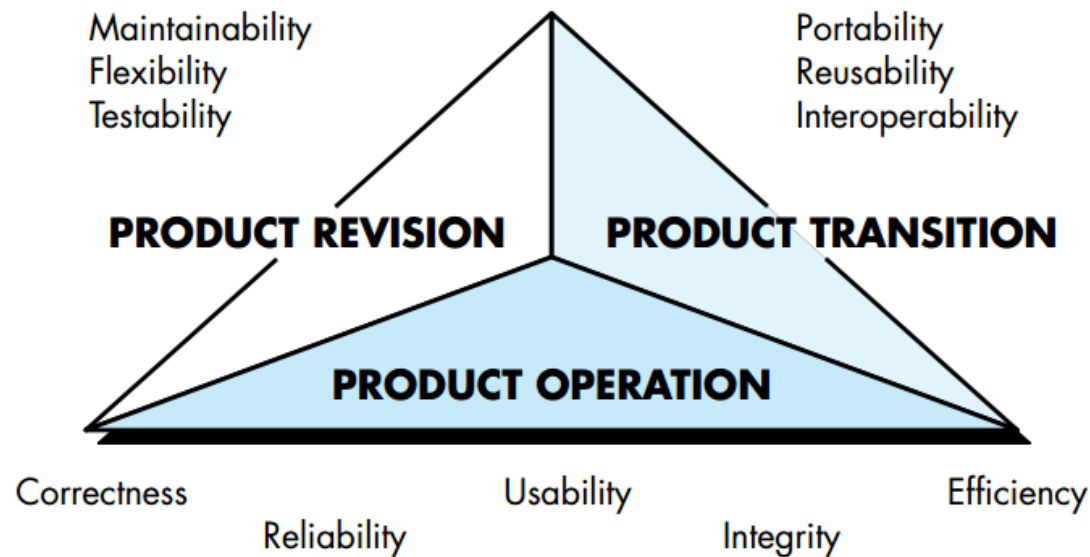 Maintainability
Flexibility
Testability
Portability
Reusability
Interoperability
PRODUCT REVISION
PRODUCT TRANSITION
PRODUCT OPERATION
Correctness
Usability
Efficiency
Reliability
Integrity